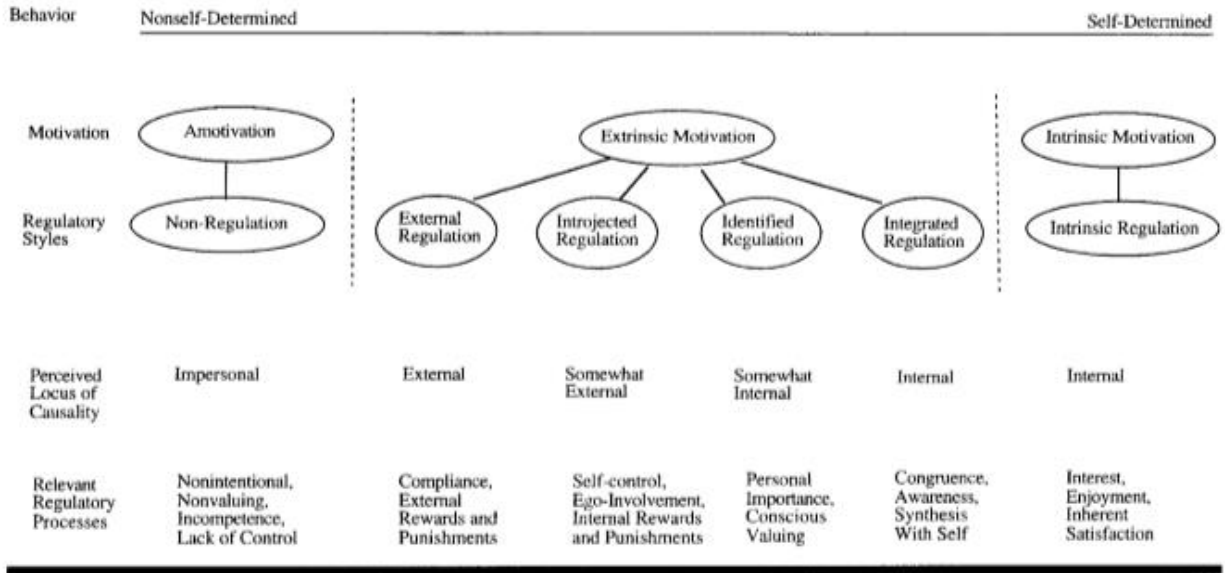 Behavior
Nonself-Determined
Self-Determined
Motivation
Amotivation
Extrinsic Motivation
Intrinsic Motivation
Regulatory
Styles
Non-Regulation
External
Regulation
Introjected
Regulation
Identified
Regulation
Integrated
Regulation
Intrinsic Regulation
Perceived
Locus of
Causality
Impersonal
External
Somewhat
External
Somewhat
Internal
Internal
Internal
Relevant
Regulatory
Processes
Nonintentional,
Nonvaluing,
Incompetence,
Lack of Control
Compliance,
External
Rewards and
Punishments
Self-control,
Ego-Involvement,
Internal Rewards
and Punishments
Personal
Importance,
Conscious
Valuing
Congruence,
Awareness,
Synthesis
With Self
Interest,
Enjoyment,
Inherent
Satisfaction